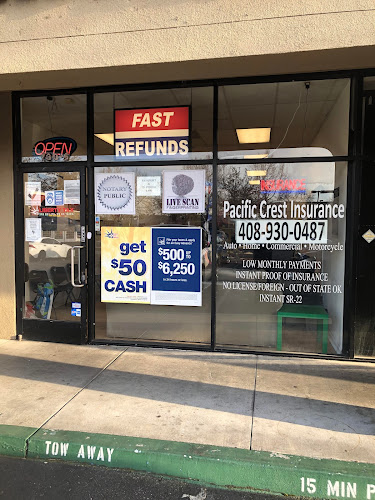 FAST
REFUNDS
OPEN
NOTARY
PUBLIC
LIVE SCAN
FINGERPRINTING
Pacific Crest Insurance
408-930-0487
Auto • Home • Commercial • Motorcycle
LOW MONTHLY PAYMENTS
INSTANT PROOF OF INSURANCE
NO LICENSE/FOREIGN - OUT OF STATE OK
INSTANT SR-22
get
$50
CASH
$500 UP TO
$6,250
TOW AWAY
15 MIN P